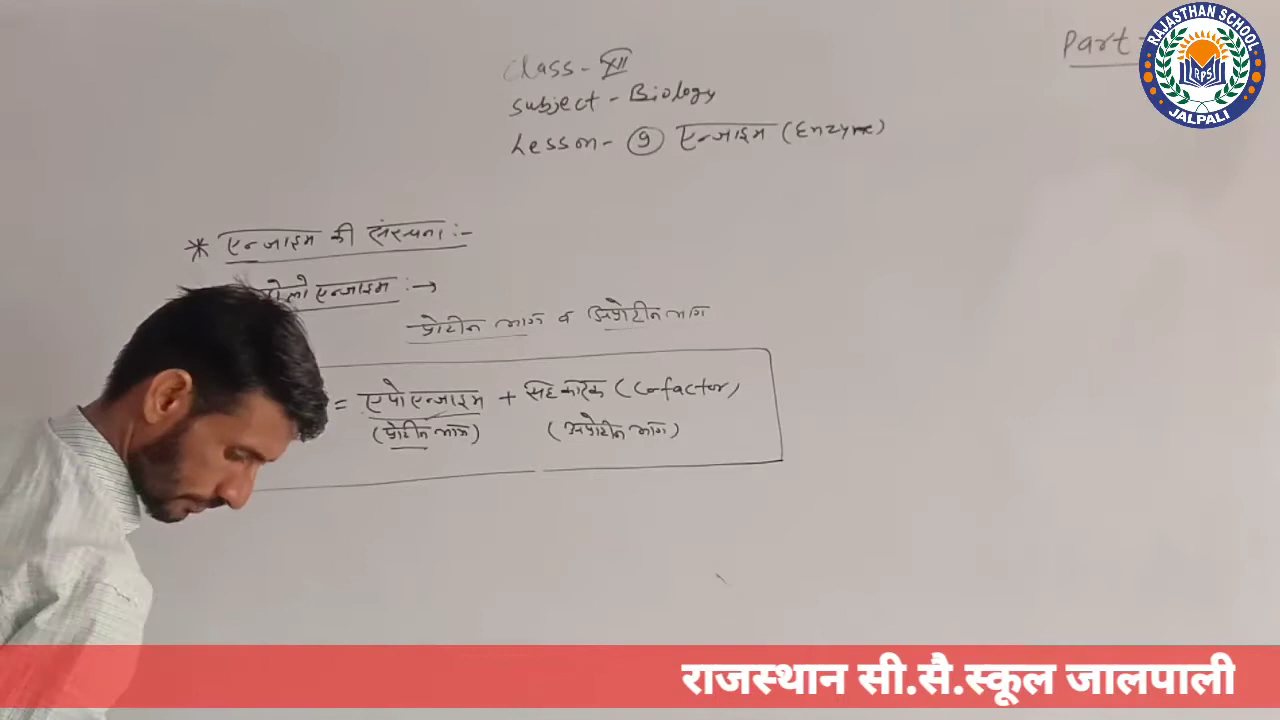 Part -
RAJASTHAN SCHOOL
RPS
JALPALI
Class - XII
Subject - Biology
Lesson - 9 एन्जाइम (Enzyme)
* एन्जाइम की संरचना :-
एन्जाइम :→
प्रोटीन भाग व अप्रोटीन भाग
= एपोएन्जाइम + सहकारक (Cofactor)
(प्रोटीन भाग) (अप्रोटीन भाग)
राजस्थान सी.सै.स्कूल जालपाली